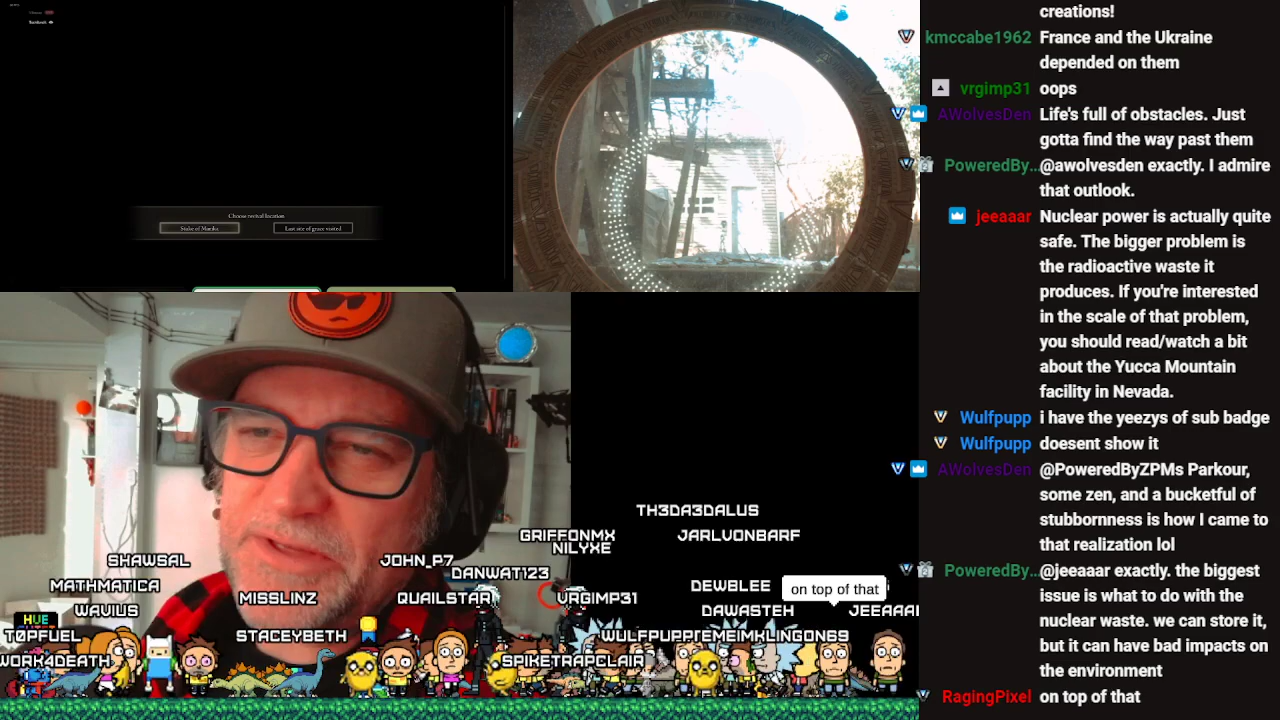 Choose revival location
Stake of Marika
Last site of grace visited
creations!
kmccabe1962 France and the Ukraine
depended on them
vrgimp31 oops
AWolvesDen Life's full of obstacles. Just
gotta find the way past them
PoweredBy... @awolvesden exactly. I admire
that outlook.
jeeaaar Nuclear power is actually quite
safe. The bigger problem is
the radioactive waste it
produces. If you're interested
in the scale of that problem,
you should read/watch a bit
about the Yucca Mountain
facility in Nevada.
Wulfpupp i have the yeezys of sub badge
Wulfpupp doesent show it
AWolvesDen @PoweredByZPMs Parkour,
some zen, and a bucketful of
stubbornness is how I came to
that realization lol
PoweredBy... @jeeaaar exactly. the biggest
issue is what to do with the
nuclear waste. we can store it,
but it can have bad impacts on
the environment
RagingPixel on top of that
TH3DA3DALUS
GRIFFONMX
JARLVONBARF
NILYXE
SHAWSAL
JOHN_P7
DANWAT123
MATHMATICA
DEWBLEE
on top of that
MISSLINZ
QUAILSTAR
VRGIMP31
WAVIUS
DAWASTEH
JEEAAA
HUE
TØPFUEL
STACEYBETH
WULFPUPP
KLINGON69
WORK4DEATH
SPIKETRAPCLAIR